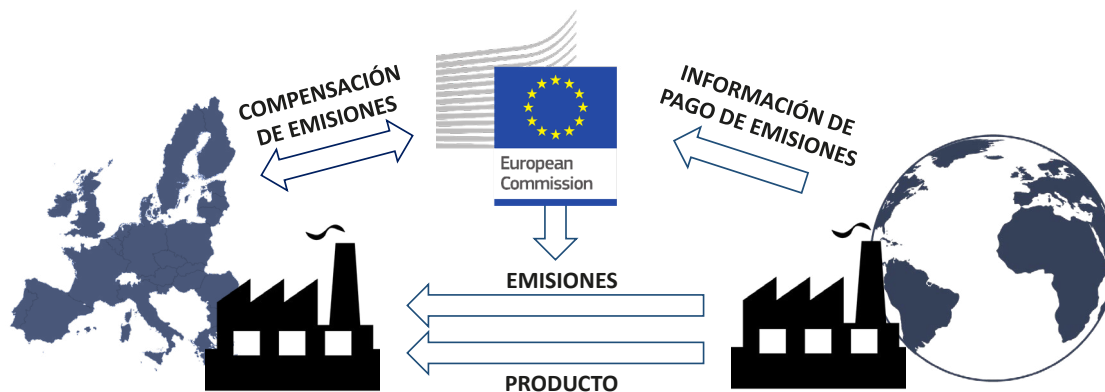 COMPENSACIÓN
DE EMISIONES
European
Commission
INFORMACIÓN DE
PAGO DE EMISIONES
EMISIONES
PRODUCTO